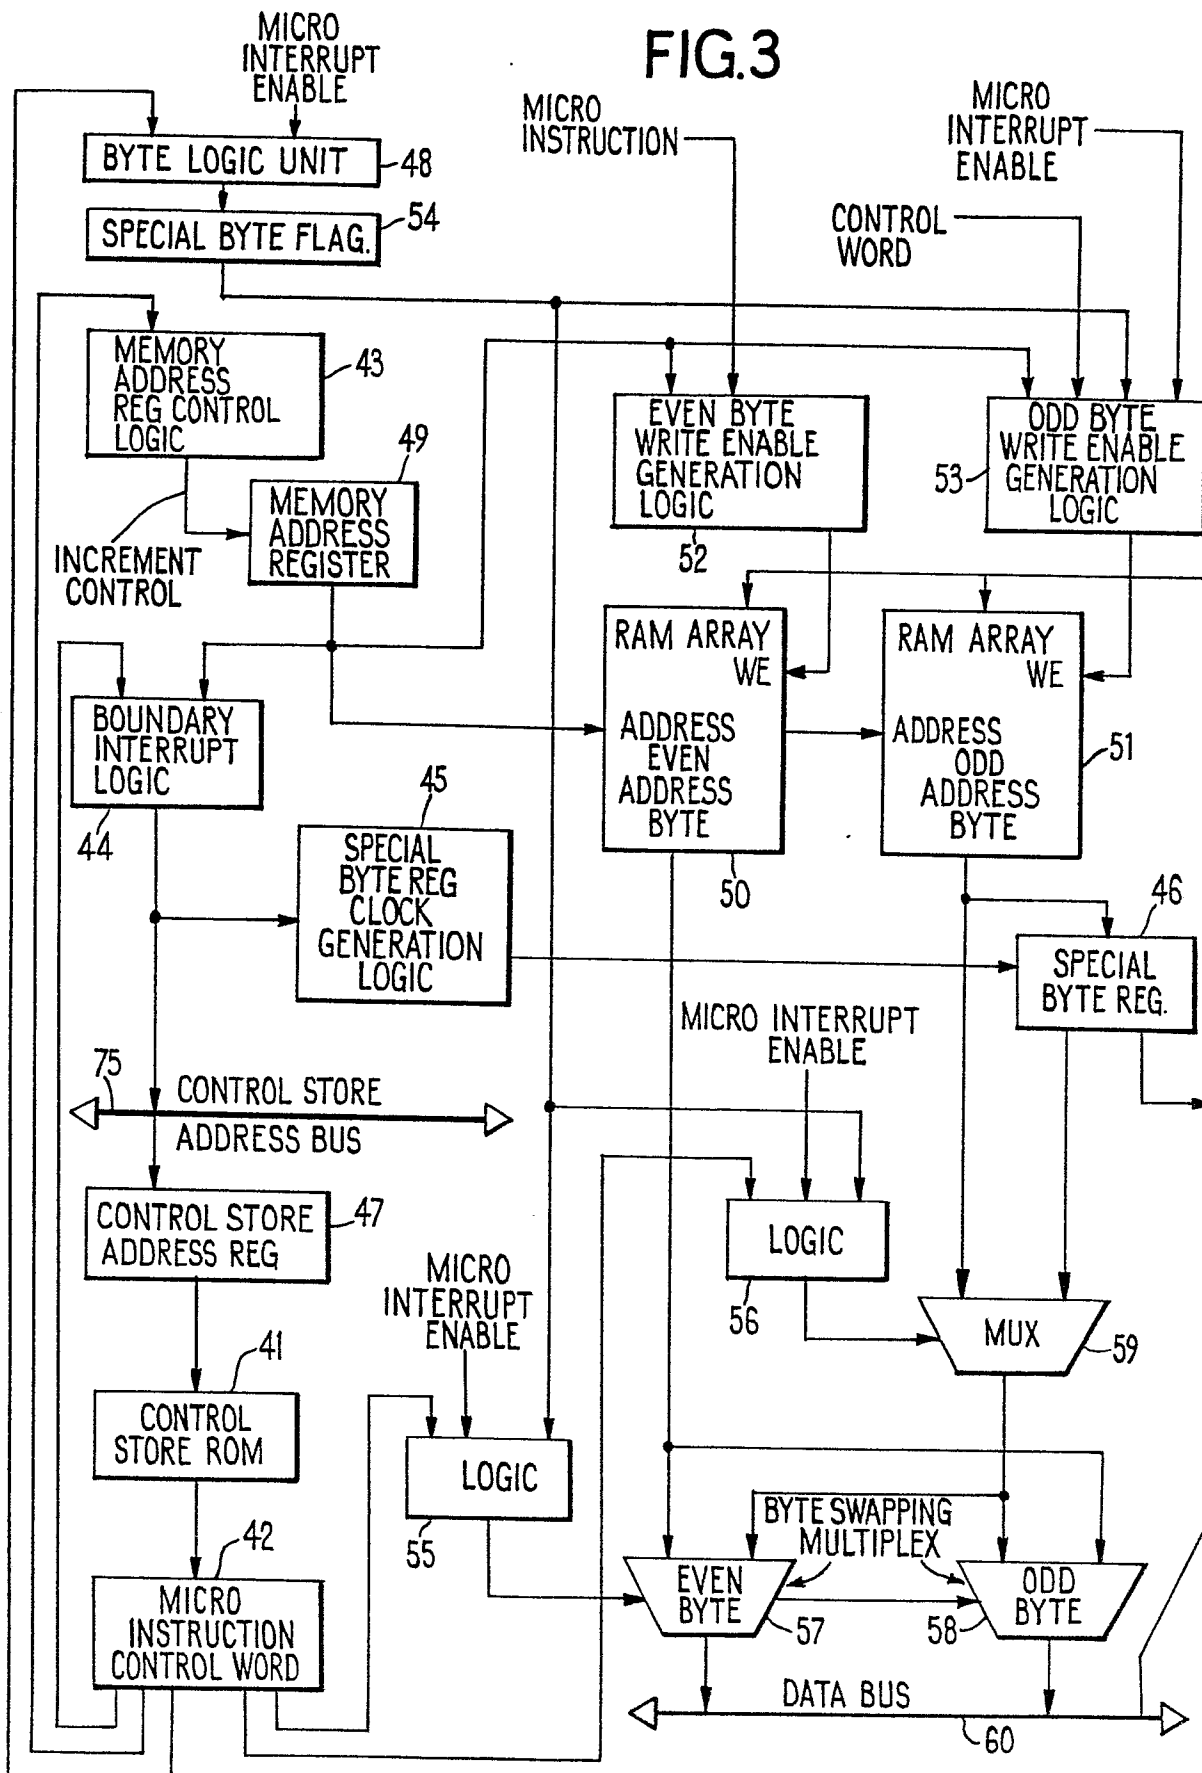 FIG.3
MICRO
INTERRUPT
ENABLE
MICRO
INSTRUCTION
MICRO
INTERRUPT
ENABLE
BYTE LOGIC UNIT
48
SPECIAL BYTE FLAG.
54
CONTROL
WORD
MEMORY
ADDRESS
REG CONTROL
LOGIC
43
EVEN BYTE
WRITE ENABLE
GENERATION
LOGIC
52
ODD BYTE
WRITE ENABLE
GENERATION
LOGIC
53
49
MEMORY
ADDRESS
REGISTER
INCREMENT
CONTROL
RAM ARRAY
WE
ADDRESS
EVEN
ADDRESS
BYTE
50
RAM ARRAY
WE
ADDRESS
ODD
ADDRESS
BYTE
51
BOUNDARY
INTERRUPT
LOGIC
44
45
SPECIAL
BYTE REG
CLOCK
GENERATION
LOGIC
46
SPECIAL
BYTE REG.
MICRO INTERRUPT
ENABLE
75
CONTROL STORE
ADDRESS BUS
CONTROL STORE
ADDRESS REG
47
LOGIC
56
MICRO
INTERRUPT
ENABLE
MUX
59
41
CONTROL
STORE ROM
LOGIC
55
BYTE SWAPPING
MULTIPLEX
42
MICRO
INSTRUCTION
CONTROL WORD
EVEN
BYTE
57
ODD
BYTE
58
DATA BUS
60